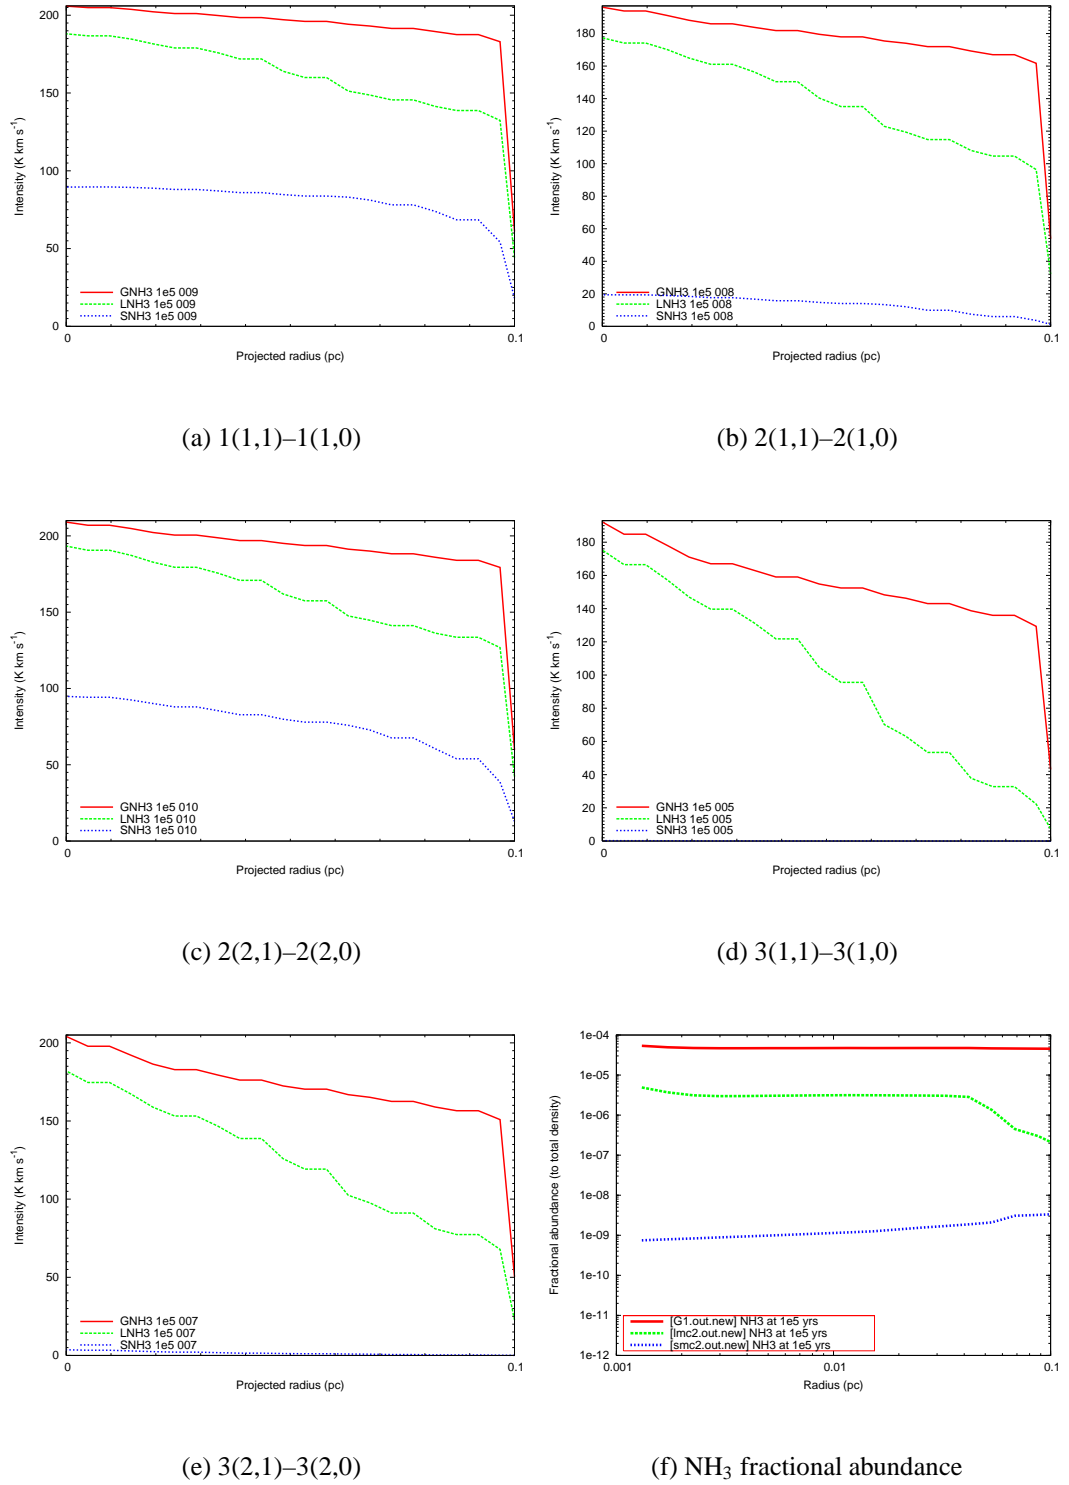 200
150
100
50
0
Intensity (K km s-1)
GNH3 1e5 009
LNH3 1e5 009
SNH3 1e5 009
0
0.1
Projected radius (pc)
(a) 1(1,1)–1(1,0)
180
160
140
120
100
80
60
40
20
0
Intensity (K km s-1)
GNH3 1e5 008
LNH3 1e5 008
SNH3 1e5 008
0
0.1
Projected radius (pc)
(b) 2(1,1)–2(1,0)
200
150
100
50
0
Intensity (K km s-1)
GNH3 1e5 010
LNH3 1e5 010
SNH3 1e5 010
0
0.1
Projected radius (pc)
(c) 2(2,1)–2(2,0)
180
160
140
120
100
80
60
40
20
0
Intensity (K km s-1)
GNH3 1e5 005
LNH3 1e5 005
SNH3 1e5 005
0
0.1
Projected radius (pc)
(d) 3(1,1)–3(1,0)
200
150
100
50
0
Intensity (K km s-1)
GNH3 1e5 007
LNH3 1e5 007
SNH3 1e5 007
0
0.1
Projected radius (pc)
(e) 3(2,1)–3(2,0)
1e-04
1e-05
1e-06
1e-07
1e-08
1e-09
1e-10
1e-11
1e-12
Fractional abundance (to total density)
[G1.out.new] NH3 at 1e5 yrs
[lmc2.out.new] NH3 at 1e5 yrs
[smc2.out.new] NH3 at 1e5 yrs
0.001
0.01
0.1
Radius (pc)
(f) NH3 fractional abundance